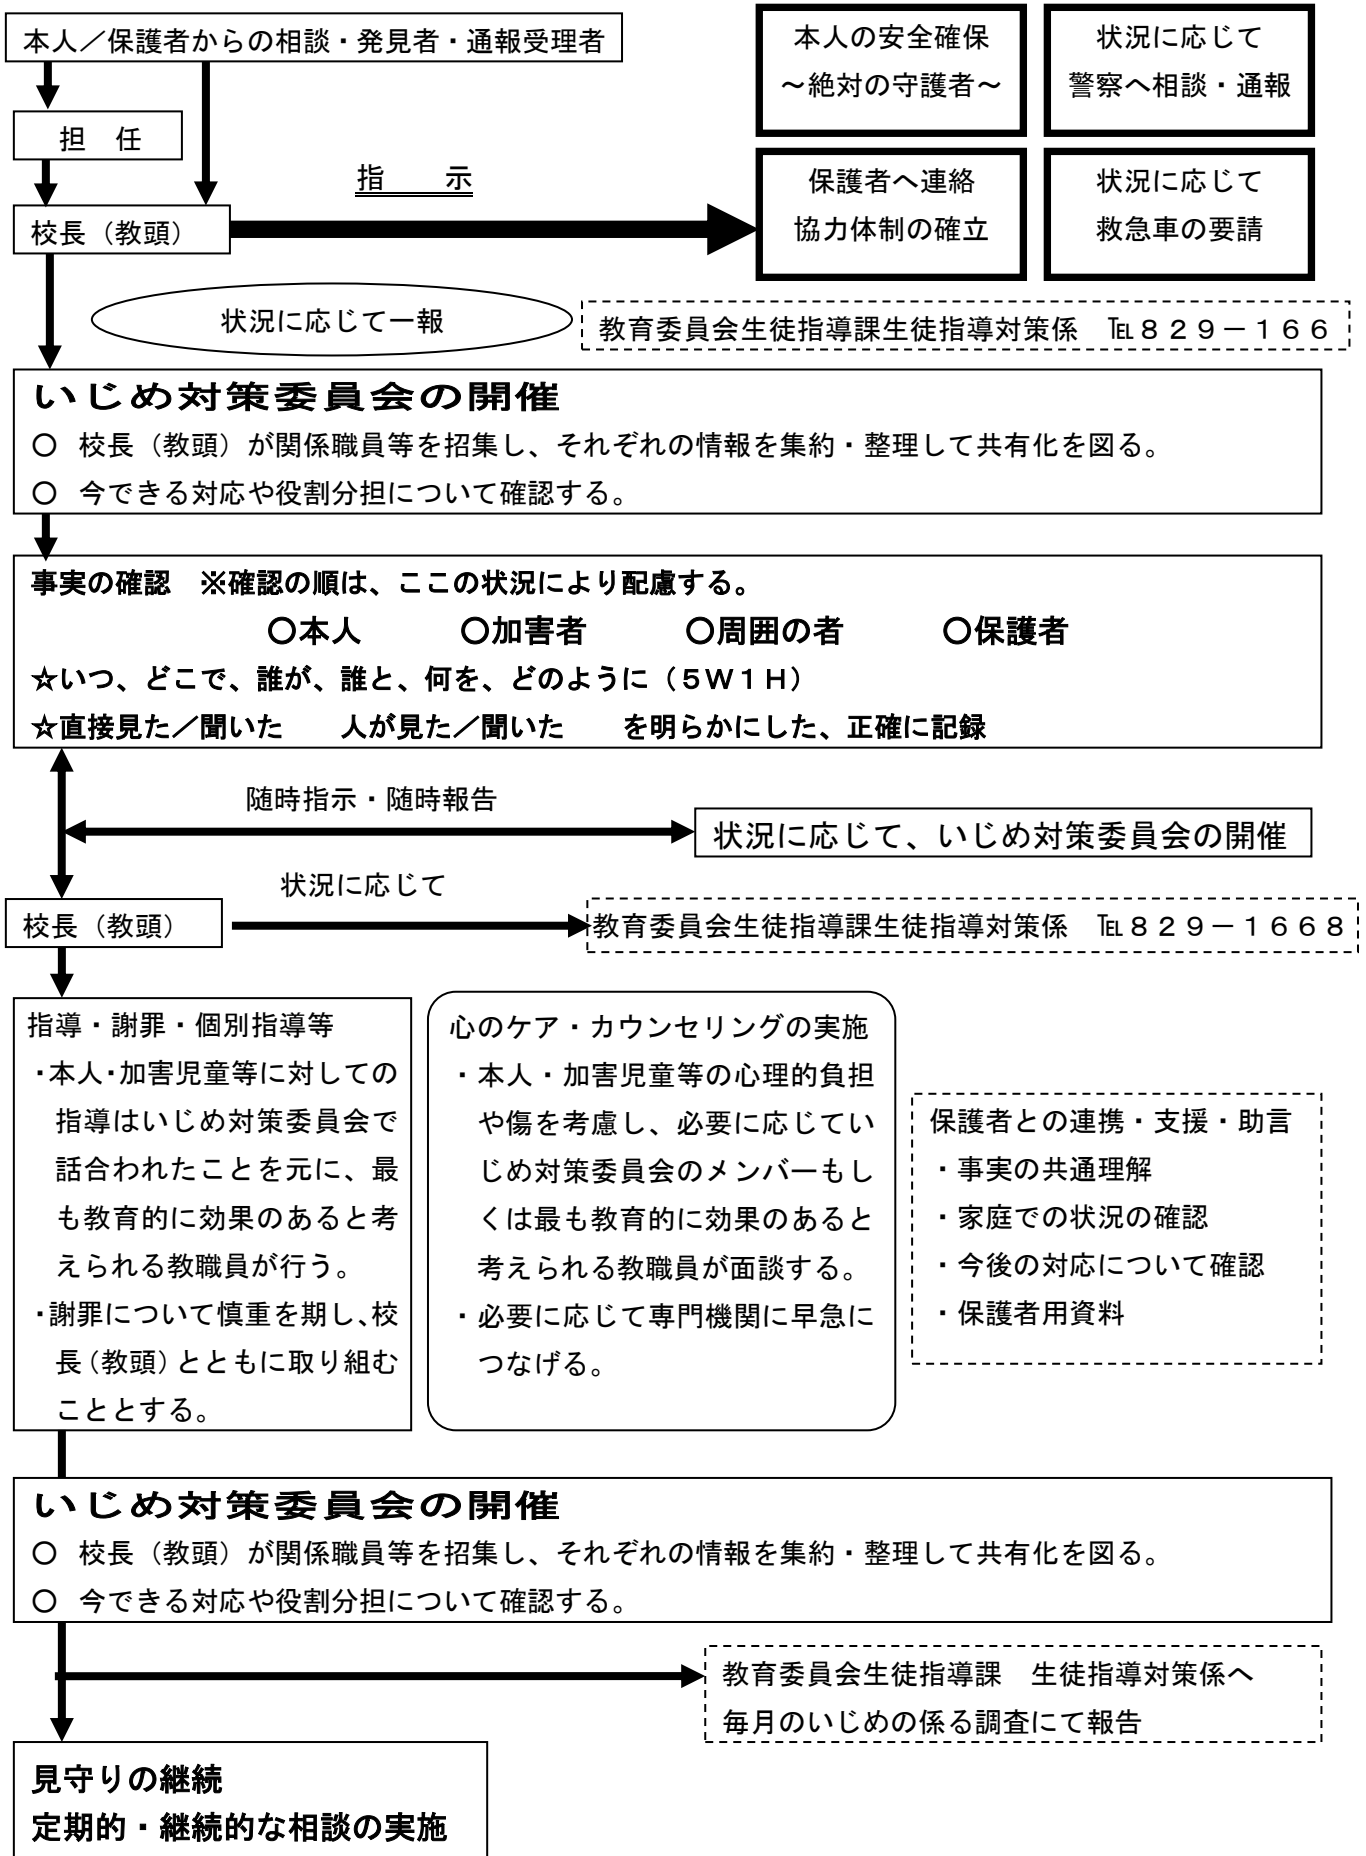 本人／保護者からの相談・発見者・通報受理者
担　任
校長（教頭）
指　　示
本人の安全確保
～絶対の守護者～
状況に応じて
警察へ相談・通報
保護者へ連絡
協力体制の確立
状況に応じて
救急車の要請
状況に応じて一報
教育委員会生徒指導課生徒指導対策係　℡８２９－１６６
いじめ対策委員会の開催
○　校長（教頭）が関係職員等を招集し、それぞれの情報を集約・整理して共有化を図る。
○　今できる対応や役割分担について確認する。
事実の確認　※確認の順は、ここの状況により配慮する。
○本人　　　○加害者　　　○周囲の者　　　○保護者
☆いつ、どこで、誰が、誰と、何を、どのように（５Ｗ１Ｈ）
☆直接見た／聞いた　　人が見た／聞いた　　を明らかにした、正確に記録
随時指示・随時報告
状況に応じて、いじめ対策委員会の開催
状況に応じて
校長（教頭）
教育委員会生徒指導課生徒指導対策係　℡８２９－１６６８
指導・謝罪・個別指導等
・本人・加害児童等に対しての
指導はいじめ対策委員会で
話合われたことを元に、最
も教育的に効果のあると考
えられる教職員が行う。
・謝罪について慎重を期し、校
長（教頭）とともに取り組む
こととする。
心のケア・カウンセリングの実施
・本人・加害児童等の心理的負担
や傷を考慮し、必要に応じてい
じめ対策委員会のメンバーもし
くは最も教育的に効果のあると
考えられる教職員が面談する。
・必要に応じて専門機関に早急に
つなげる。
保護者との連携・支援・助言
・事実の共通理解
・家庭での状況の確認
・今後の対応について確認
・保護者用資料
いじめ対策委員会の開催
○　校長（教頭）が関係職員等を招集し、それぞれの情報を集約・整理して共有化を図る。
○　今できる対応や役割分担について確認する。
教育委員会生徒指導課　生徒指導対策係へ
毎月のいじめの係る調査にて報告
見守りの継続
定期的・継続的な相談の実施